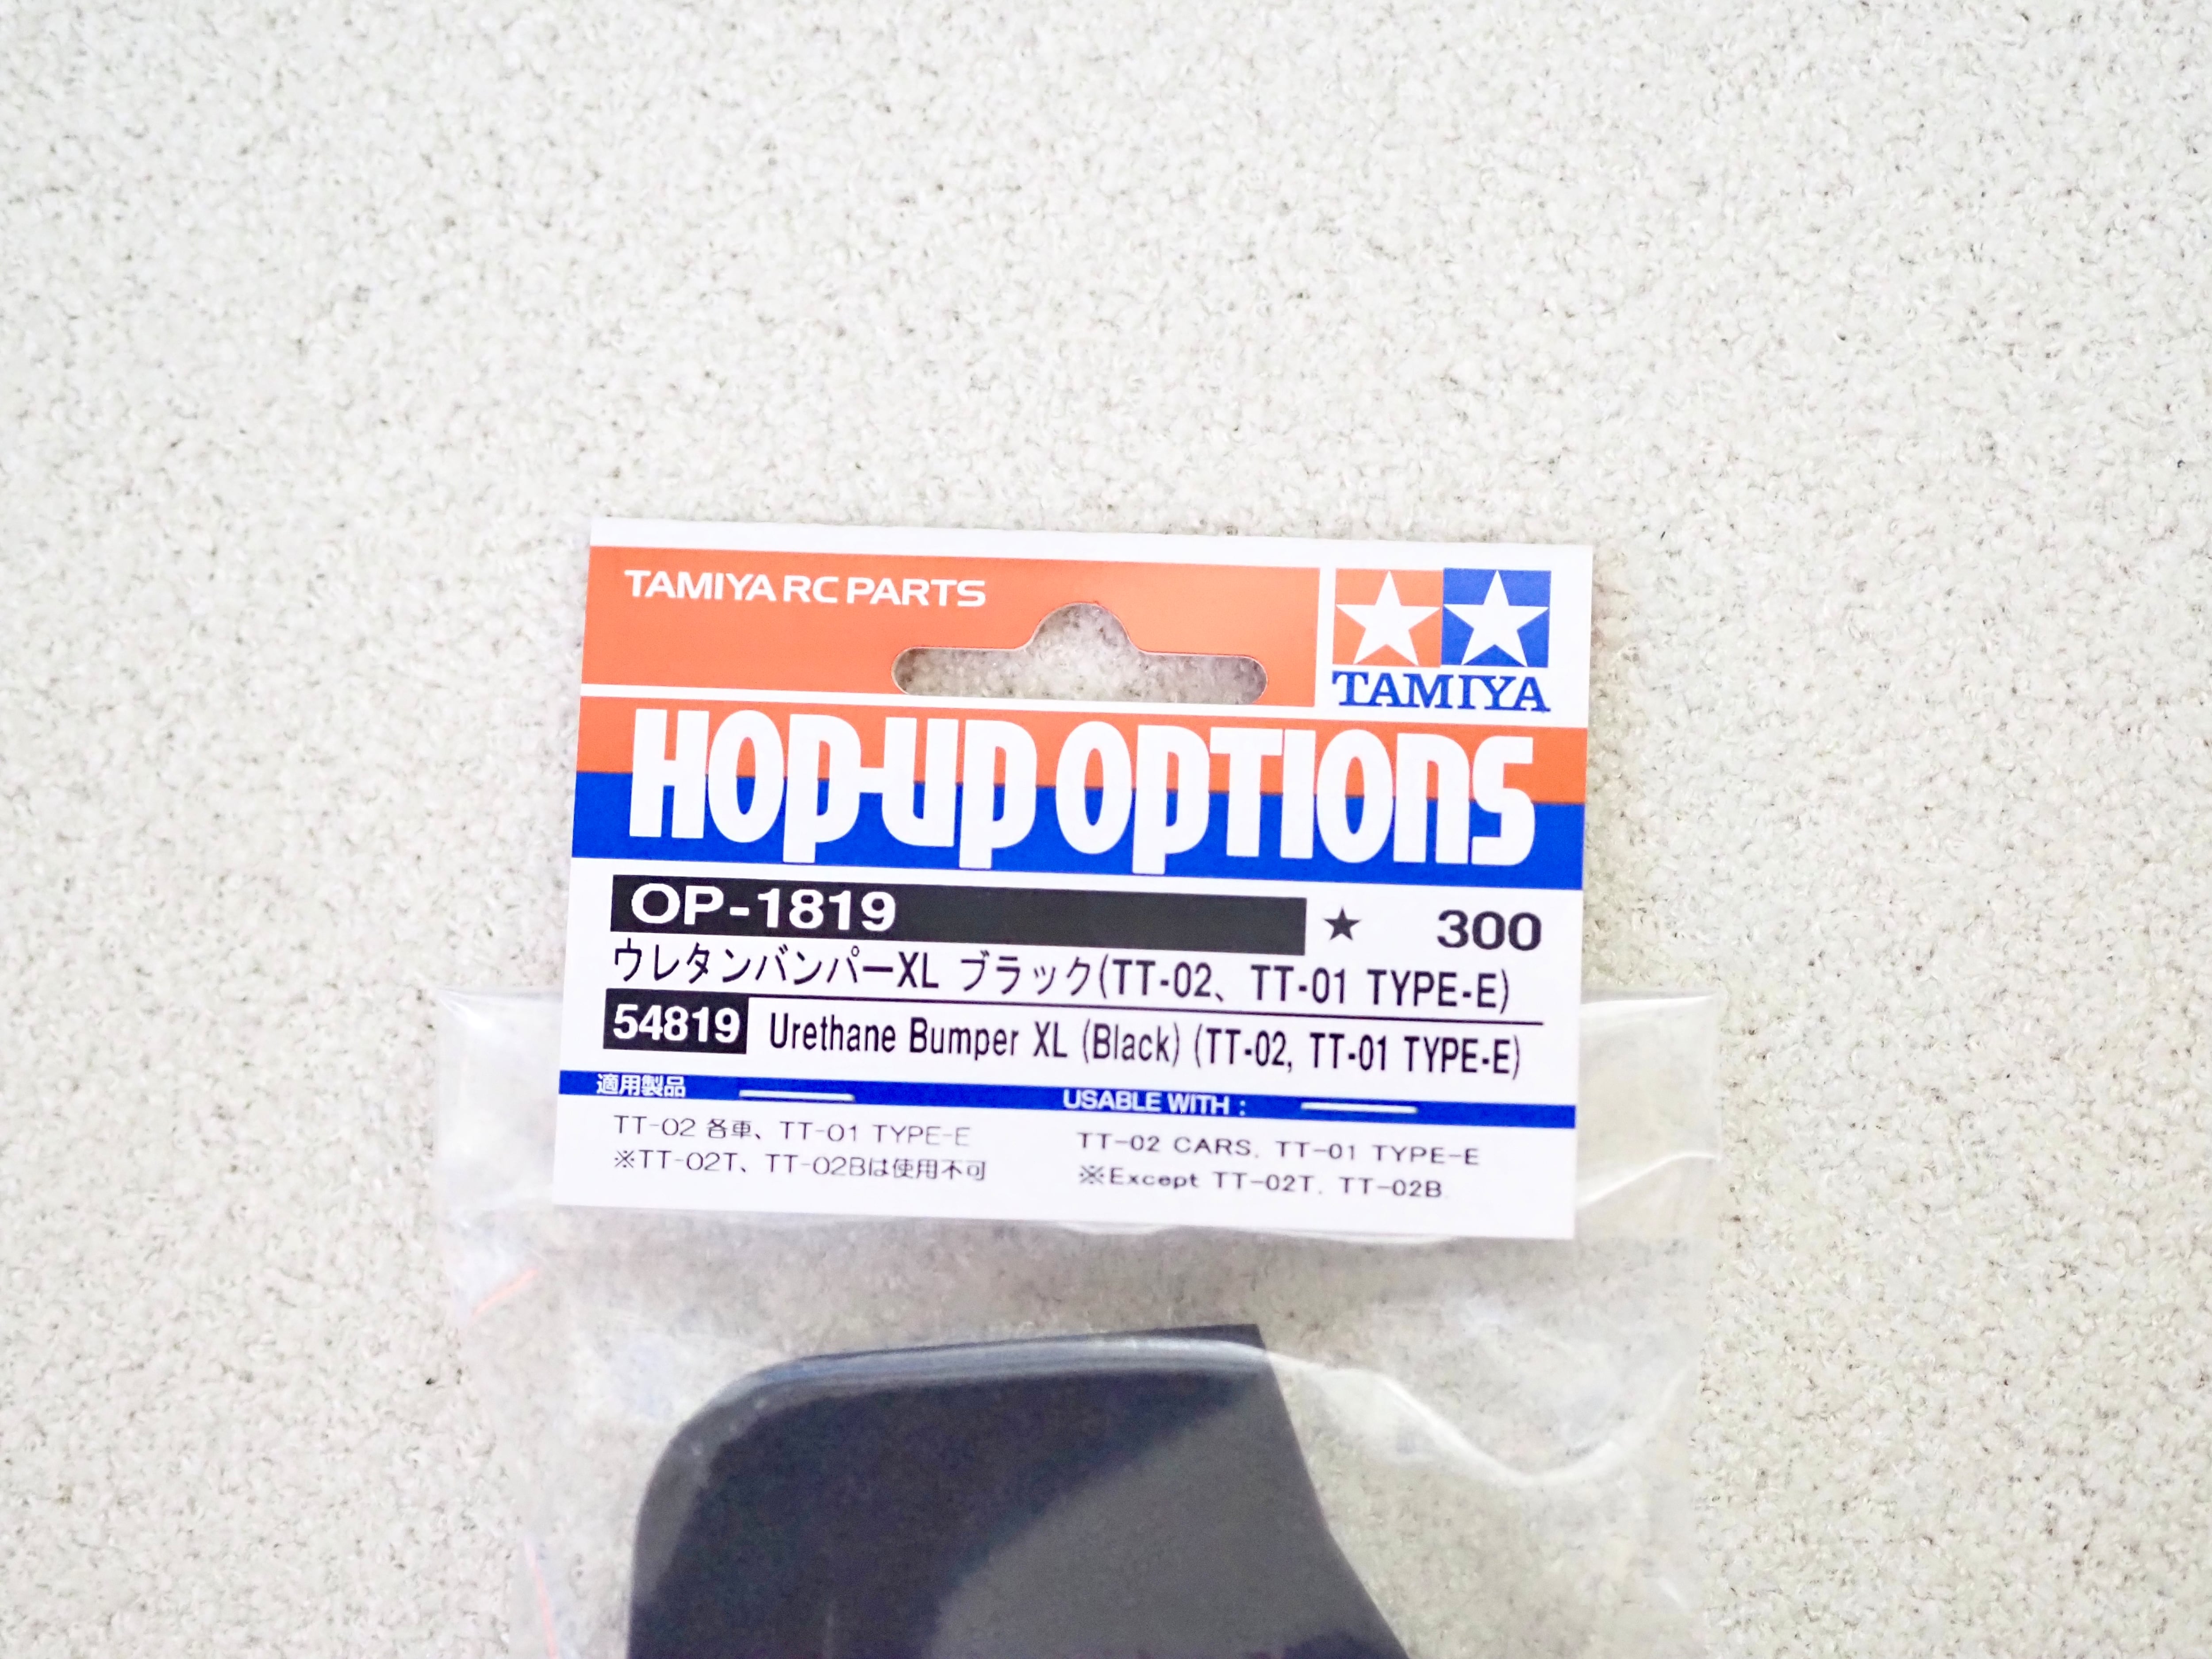 TAMIYA RC PARTS
TAMIYA
HOP-UP OPTIONS
OP-1819 ★ 300
ウレタンバンパーXL ブラック(TT-02、TT-01 TYPE-E)
54819 Urethane Bumper XL (Black) (TT-02, TT-01 TYPE-E)
適用製品
TT-02 各車、TT-01 TYPE-E
※TT-02T、TT-02Bは使用不可
USABLE WITH :
TT-02 CARS, TT-01 TYPE-E
※Except TT-02T, TT-02B.